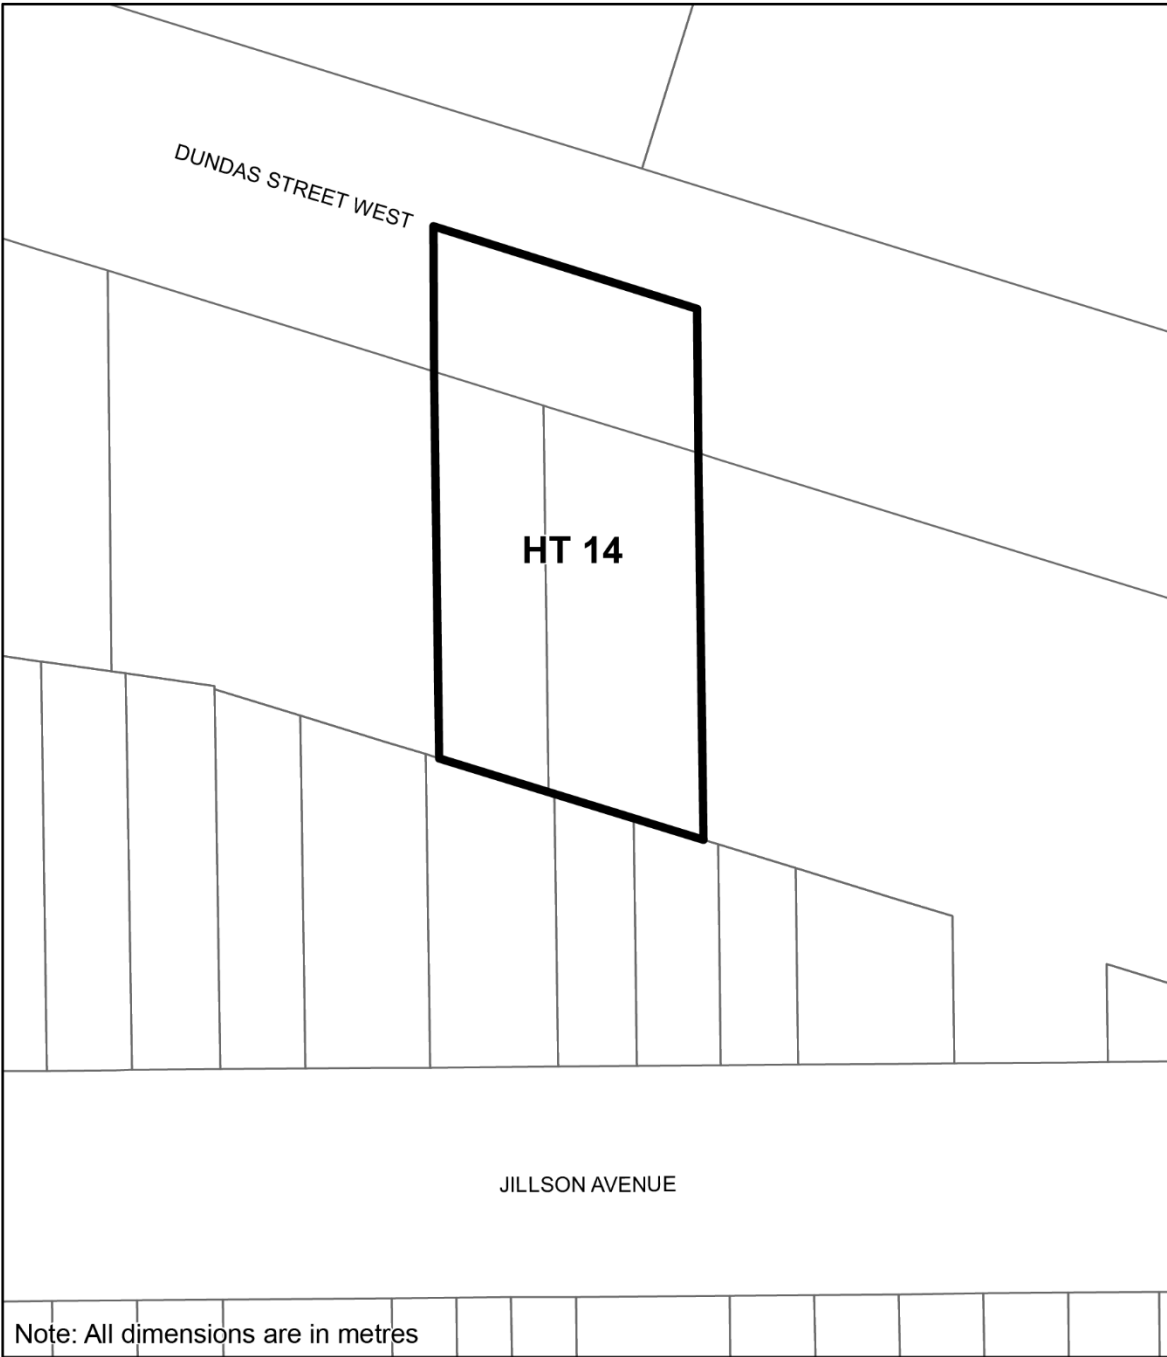 DUNDAS STREET WEST
HT 14
JILLSON AVENUE
Note: All dimensions are in metres